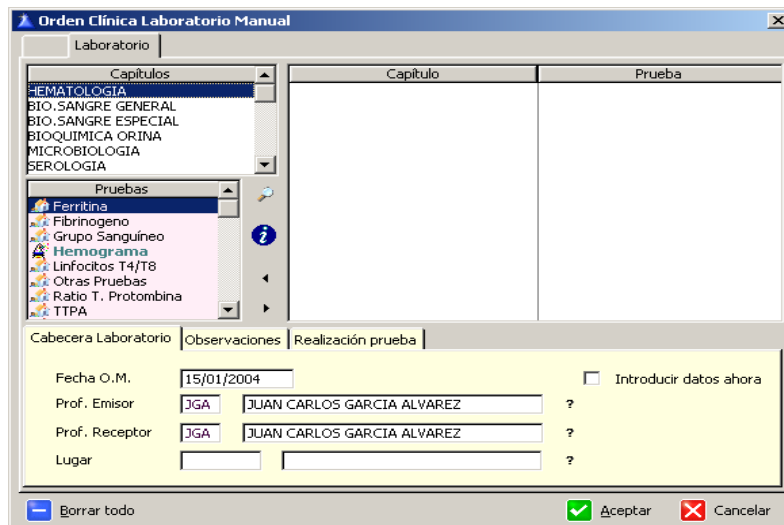 Orden Clínica Laboratorio Manual
Laboratorio
Capítulos
HEMATOLOGIA
BIO.SANGRE GENERAL
BIO.SANGRE ESPECIAL
BIOQUIMICA ORINA
MICROBIOLOGIA
SEROLOGIA
Capítulo Prueba
Pruebas
Ferritina
Fibrinogeno
Grupo Sanguíneo
Hemograma
Linfocitos T4/T8
Otras Pruebas
Ratio T. Protombina
TTPA
Cabecera Laboratorio Observaciones Realización prueba
Fecha O.M. 15/01/2004 Introducir datos ahora
Prof. Emisor JGA JUAN CARLOS GARCIA ALVAREZ ?
Prof. Receptor JGA JUAN CARLOS GARCIA ALVAREZ ?
Lugar ?
Borrar todo Aceptar Cancelar